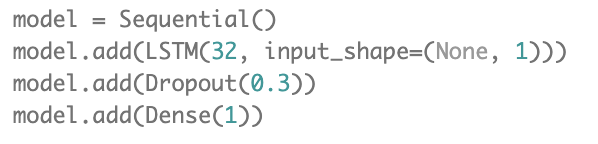 model = Sequential()
model.add(LSTM(32, input_shape=(None, 1)))
model.add(Dropout(0.3))
model.add(Dense(1))